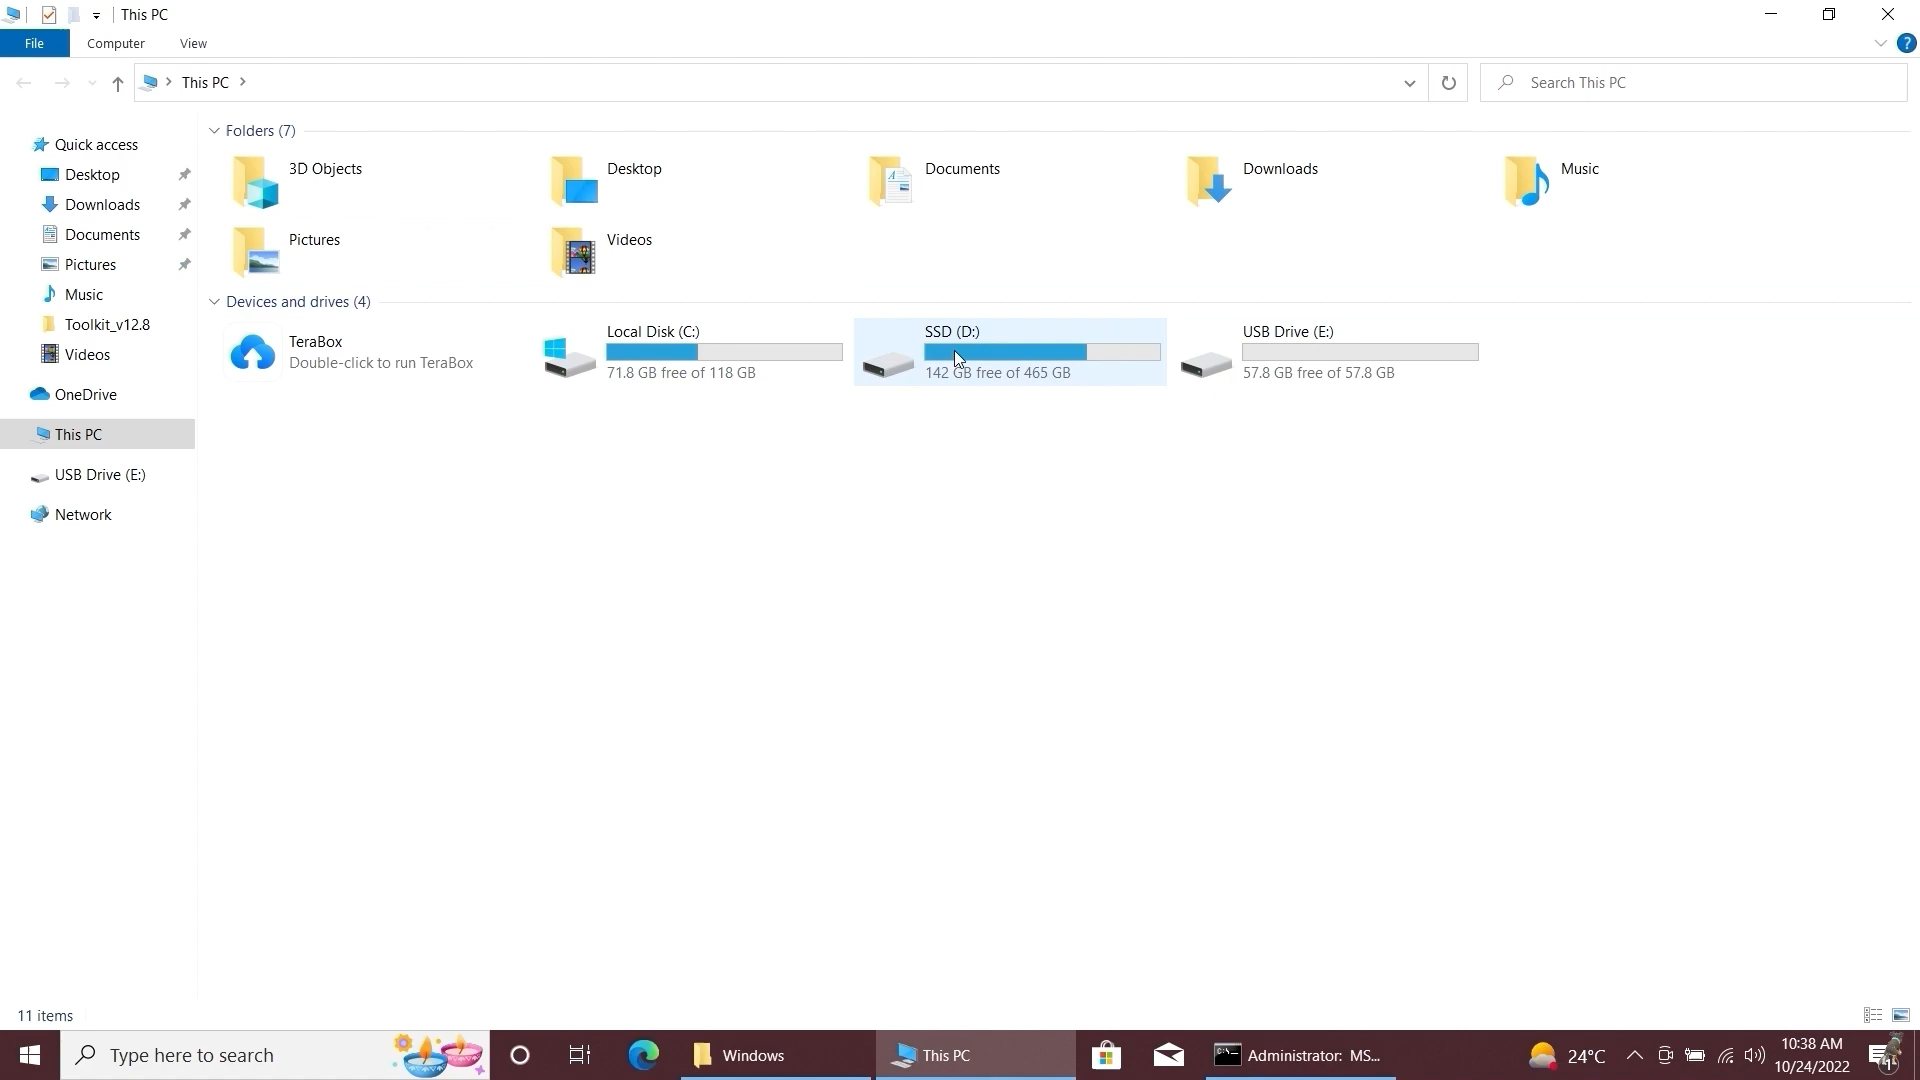 This PC
File
Computer
View
?
This PC
Search This PC
Quick access
Desktop
Downloads
Documents
Pictures
Music
Toolkit_v12.8
Videos
OneDrive
This PC
USB Drive (E:)
Network
Folders (7)
3D Objects
Desktop
Documents
Downloads
Music
Pictures
Videos
Devices and drives (4)
TeraBox
Double-click to run TeraBox
Local Disk (C:)
71.8 GB free of 118 GB
SSD (D:)
142 GB free of 465 GB
USB Drive (E:)
57.8 GB free of 57.8 GB
11 items
Type here to search
Windows
This PC
Administrator: MS...
24°C
10:38 AM
10/24/2022
1